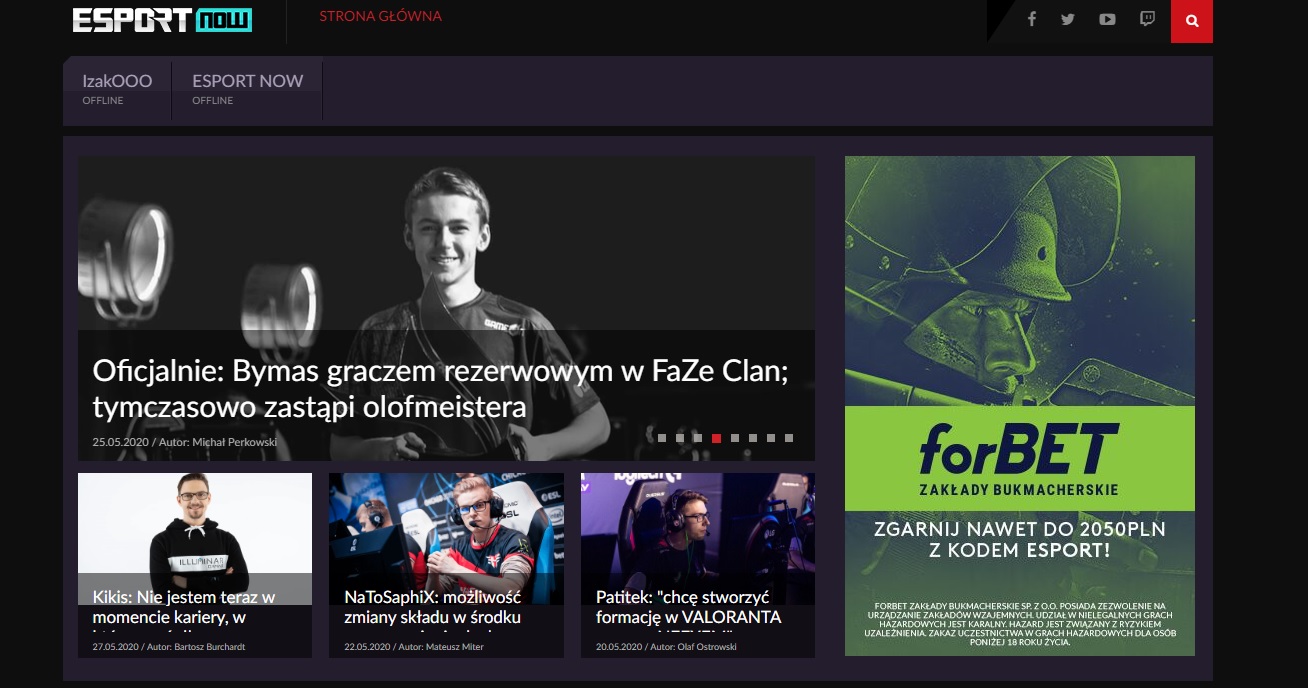 ESPORT NOW
STRONA GŁÓWNA
IzakOOO
OFFLINE
ESPORT NOW
OFFLINE
GAME
Oficjalnie: Bymas graczem rezerwowym w FaZe Clan;
tymczasowo zastąpi olofmeistera
25.05.2020 / Autor: Michał Perkowski
ILLUMINAR
Kikis: Nie jestem teraz w
momencie kariery, w
27.05.2020 / Autor: Bartosz Burchardt
ESL
ESL
NaToSaphiX: możliwość
zmiany składu w środku
22.05.2020 / Autor: Mateusz Miter
Patitek: "chcę stworzyć
formację w VALORANTA
20.05.2020 / Autor: Olaf Ostrowski
forBET
ZAKŁADY BUKMACHERSKIE
ZGARNIJ NAWET DO 2050PLN
Z KODEM ESPORT!
FORBET ZAKŁADY BUKMACHERSKIE SP. Z O.O. POSIADA ZEZWOLENIE NA
URZĄDZANIE ZAKŁADÓW WZAJEMNYCH. UDZIAŁ W NIELEGALNYCH GRACH
HAZARDOWYCH JEST KARALNY. HAZARD JEST ZWIĄZANY Z RYZYKIEM
UZALEŻNIENIA. ZAKAZ UCZESTNICTWA W GRACH HAZARDOWYCH DLA OSÓB
PONIŻEJ 18 ROKU ŻYCIA.